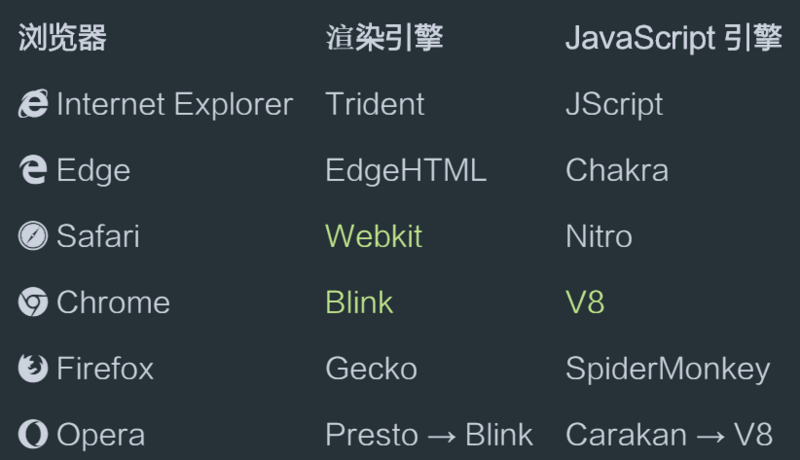 浏览器 渲染引擎 JavaScript 引擎
Internet Explorer Trident JScript
Edge EdgeHTML Chakra
Safari Webkit Nitro
Chrome Blink V8
Firefox Gecko SpiderMonkey
Opera Presto → Blink Carakan → V8